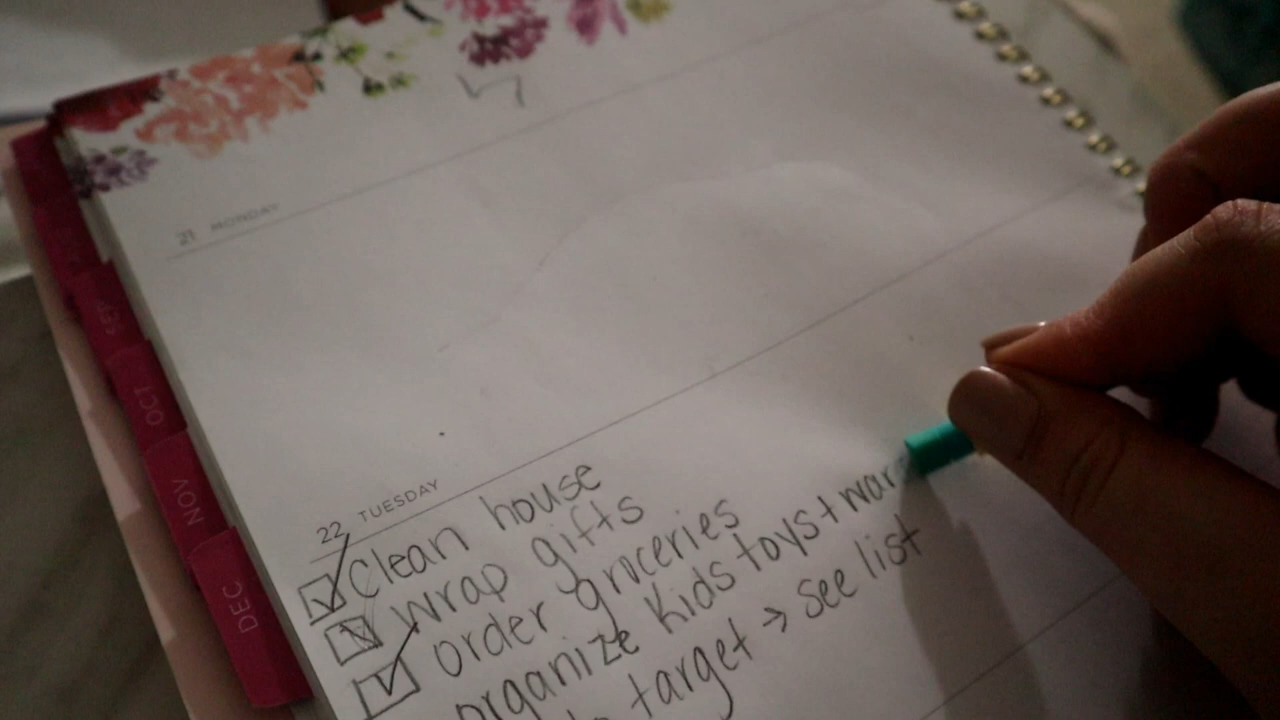 21 MONDAY
22 TUESDAY
Clean house
wrap gifts
order groceries
organize kids toys +
target → see list
SEP
OCT
NOV
DEC